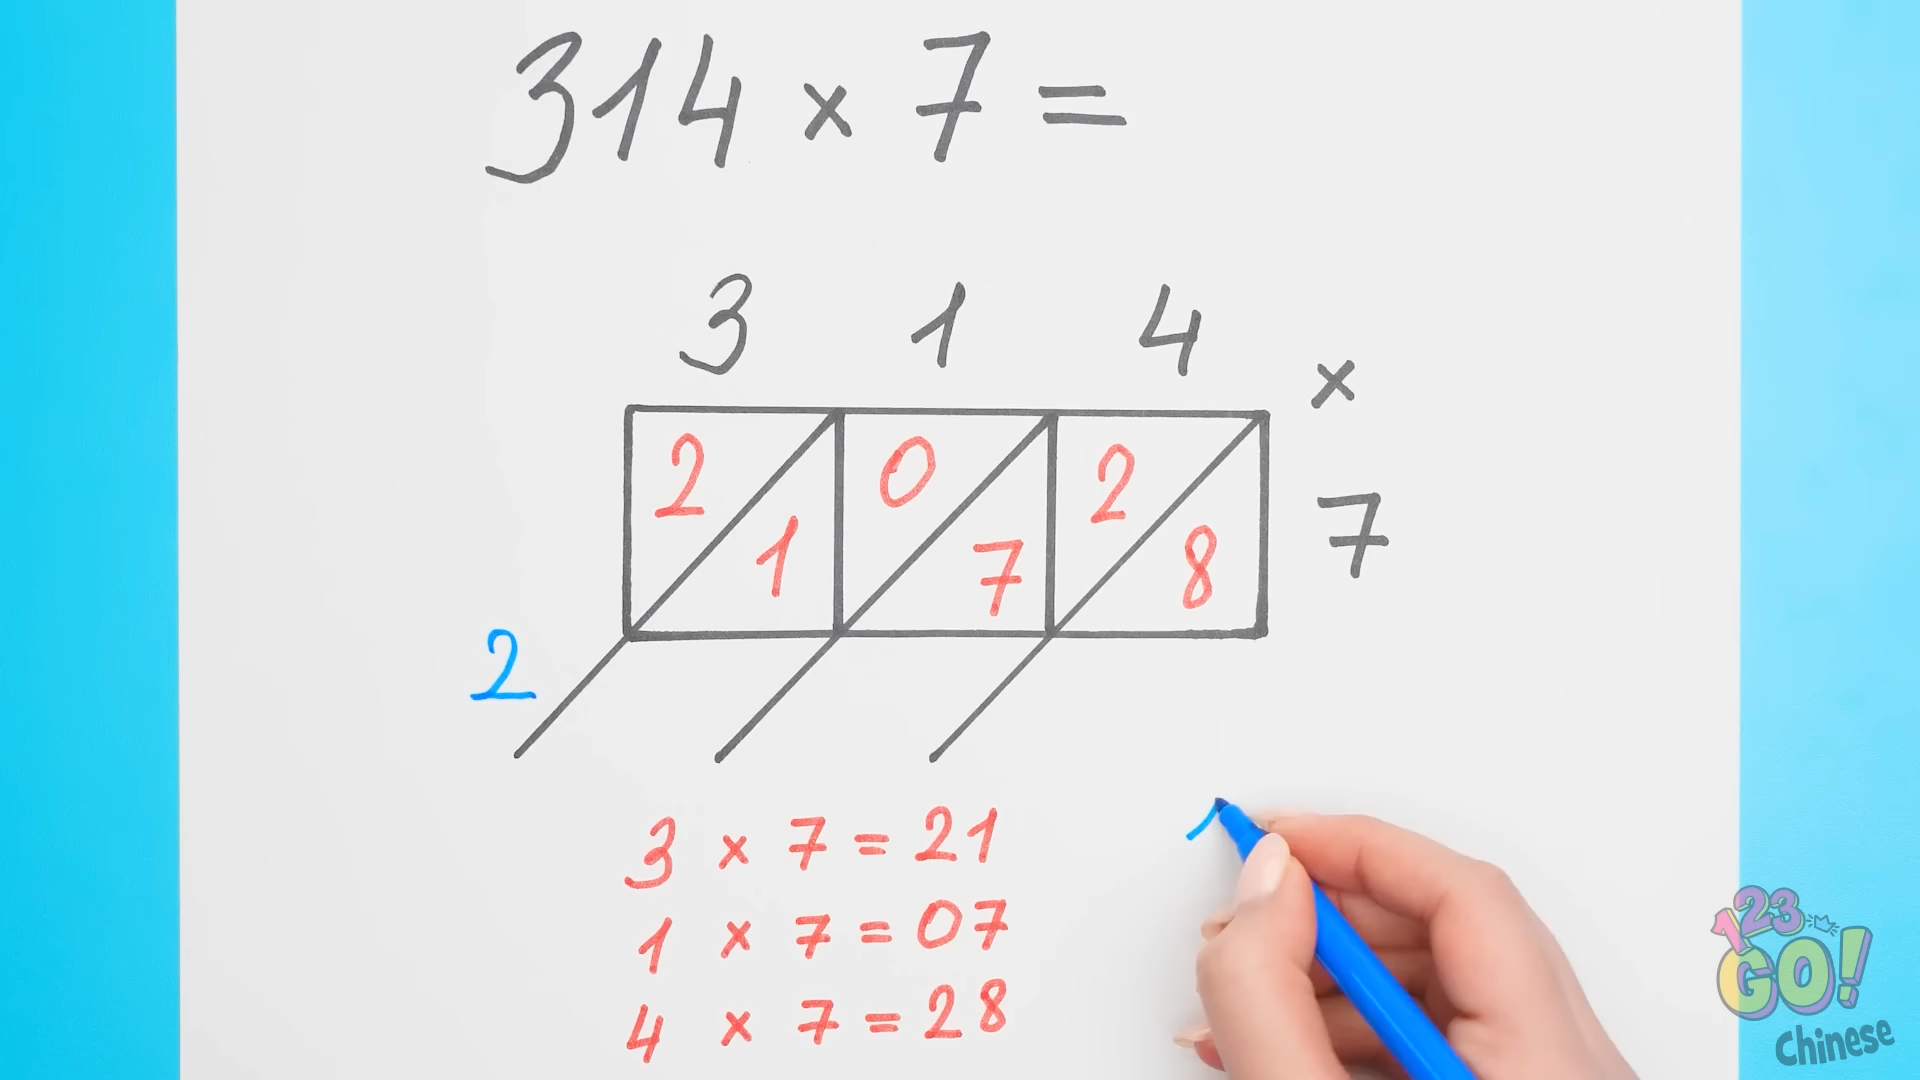 314 × 7 =
3 1 4 ×
2 1 0 7 2 8 7
2
3 × 7 = 21
1 × 7 = 07
4 × 7 = 28
123 GO!
Chinese